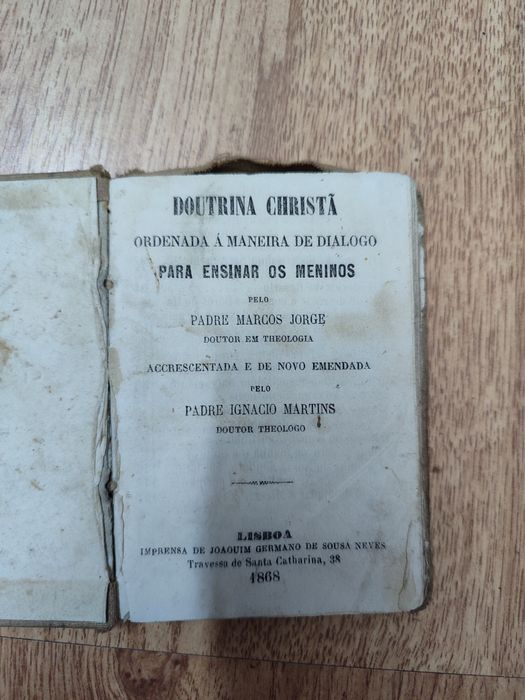 DOUTRINA CHRISTÃ
ORDENADA Á MANEIRA DE DIALOGO
PARA ENSINAR OS MENINOS
PELO
PADRE MARCOS JORGE
DOUTOR EM THEOLOGIA
ACCRESCENTADA E DE NOVO EMENDADA
PELO
PADRE IGNACIO MARTINS
DOUTOR THEOLOGO
LISBOA
IMPRENSA DE JOAQUIM GERMANO DE SOUSA NEVES
Travessa de Santa Catharina, 38
1868